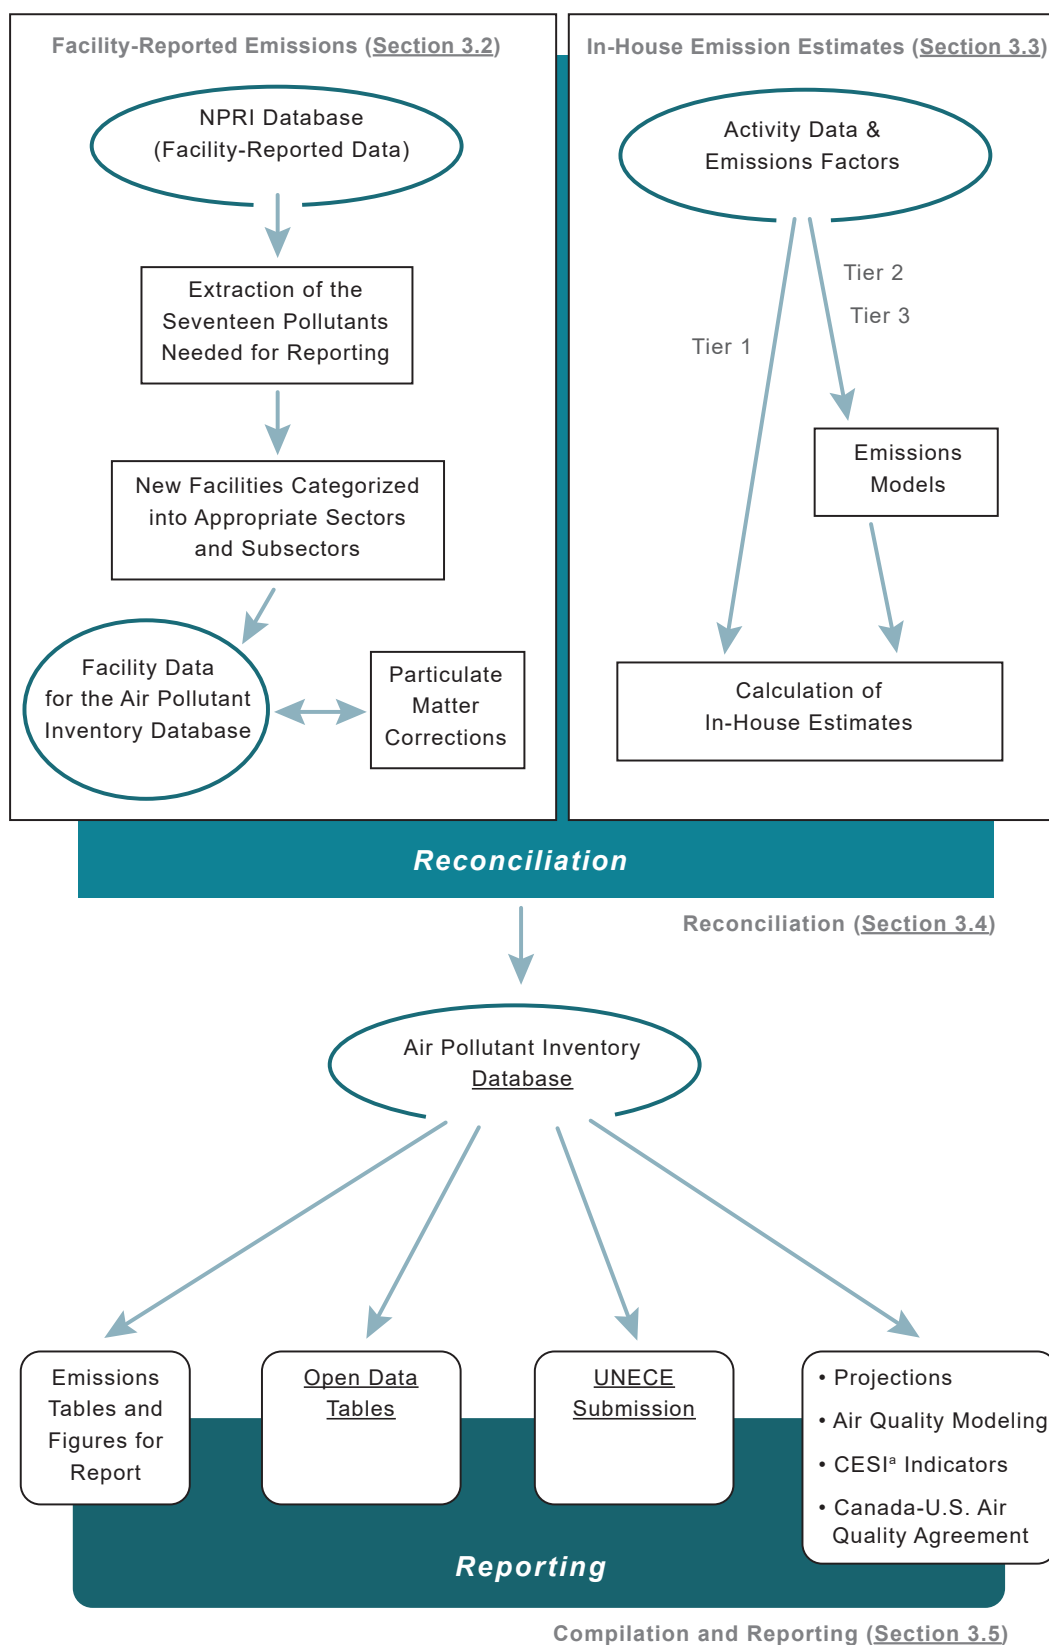 Facility-Reported Emissions (Section 3.2)
NPRI Database
(Facility-Reported Data)
Extraction of the
Seventeen Pollutants
Needed for Reporting
New Facilities Categorized
into Appropriate Sectors
and Subsectors
Facility Data
for the Air Pollutant
Inventory Database
Particulate
Matter
Corrections
In-House Emission Estimates (Section 3.3)
Activity Data &
Emissions Factors
Tier 1
Tier 2
Tier 3
Emissions
Models
Calculation of
In-House Estimates
Reconciliation
Reconciliation (Section 3.4)
Air Pollutant Inventory
Database
Emissions
Tables and
Figures for
Report
Open Data
Tables
UNECE
Submission
• Projections
• Air Quality Modeling
• CESIᵃ Indicators
• Canada-U.S. Air
Quality Agreement
Reporting
Compilation and Reporting (Section 3.5)